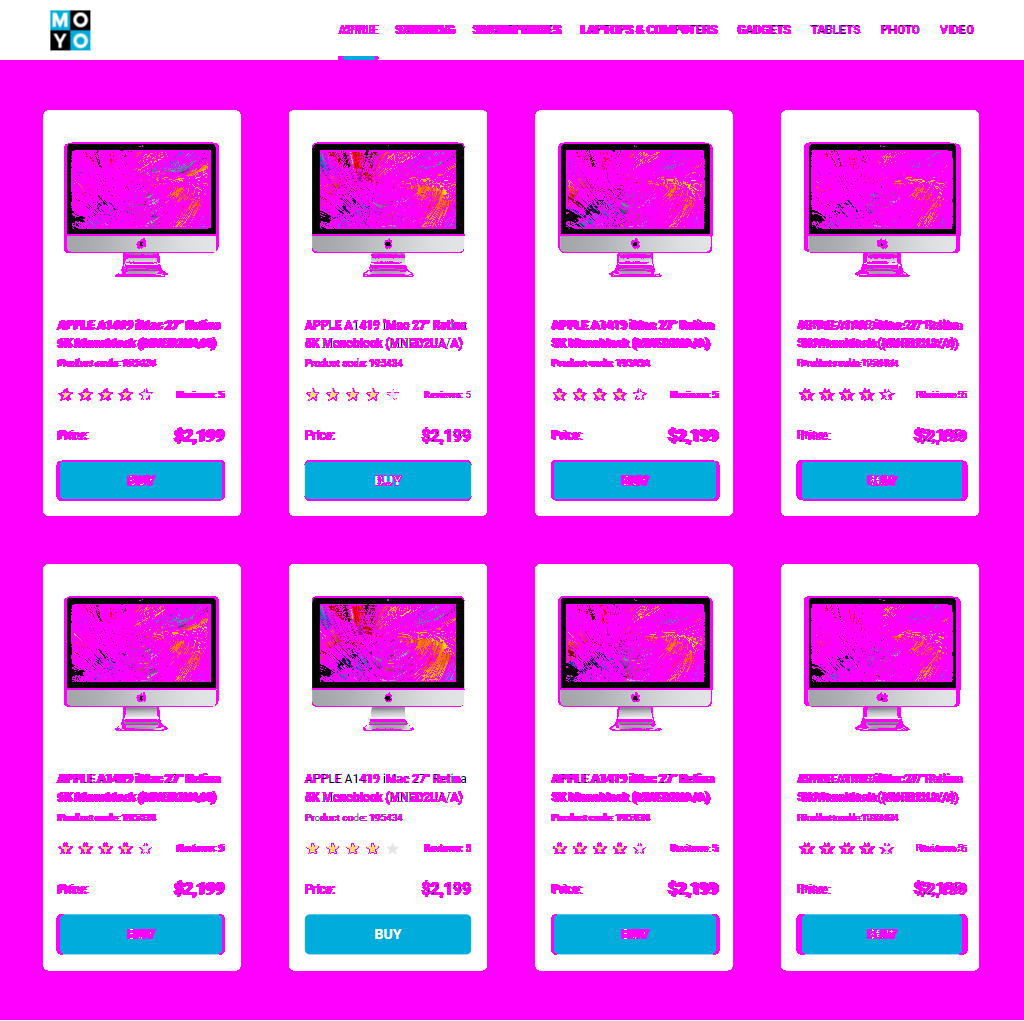 MO
YO
APPLE SAMSUNG SMARTPHONES LAPTOPS & COMPUTERS GADGETS TABLETS PHOTO VIDEO
APPLE A1419 iMac 27" Retina
5K Monoblock (MNED2UA/A)
Product code: 195434
Reviews: 5
Price: $2,199
BUY
APPLE A1419 iMac 27" Retina
5K Monoblock (MNED2UA/A)
Product code: 195434
Reviews: 5
Price: $2,199
BUY
APPLE A1419 iMac 27" Retina
5K Monoblock (MNED2UA/A)
Product code: 195434
Reviews: 5
Price: $2,199
BUY
APPLE A1419 iMac 27" Retina
5K Monoblock (MNED2UA/A)
Product code: 195434
Reviews: 5
Price: $2,199
BUY
APPLE A1419 iMac 27" Retina
5K Monoblock (MNED2UA/A)
Product code: 195434
Reviews: 5
Price: $2,199
BUY
APPLE A1419 iMac 27" Retina
5K Monoblock (MNED2UA/A)
Product code: 195434
Reviews: 5
Price: $2,199
BUY
APPLE A1419 iMac 27" Retina
5K Monoblock (MNED2UA/A)
Product code: 195434
Reviews: 5
Price: $2,199
BUY
APPLE A1419 iMac 27" Retina
5K Monoblock (MNED2UA/A)
Product code: 195434
Reviews: 5
Price: $2,199
BUY